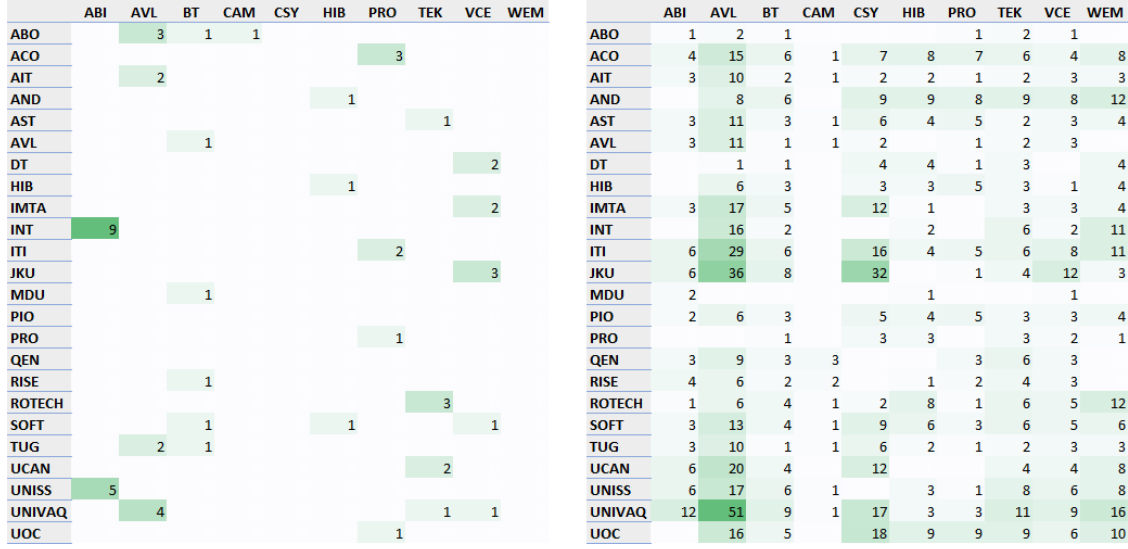 ABI AVL BT CAM CSY HIB PRO TEK VCE WEM
ABO 3 1 1
ACO 3
AIT 2
AND 1
AST 1
AVL 1
DT 2
HIB 1
IMTA 2
INT 9
ITI 2
JKU 3
MDU 1
PIO
PRO 1
QEN
RISE 1
ROTECH 3
SOFT 1 1 1
TUG 2 1
UCAN 2
UNISS 5
UNIVAQ 4 1 1
UOC 1
ABI AVL BT CAM CSY HIB PRO TEK VCE WEM
ABO 1 2 1 1 2 1
ACO 4 15 6 1 7 8 7 6 4 8
AIT 3 10 2 1 2 2 1 2 3 3
AND 8 6 9 9 8 9 8 12
AST 3 11 3 1 6 4 5 2 3 4
AVL 3 11 1 1 2 1 2 3
DT 1 1 4 4 1 3 4
HIB 6 3 3 3 5 3 1 4
IMTA 3 17 5 12 1 3 3 4
INT 16 2 2 6 2 11
ITI 6 29 6 16 4 5 6 8 11
JKU 6 36 8 32 1 4 12 3
MDU 2 1 1
PIO 2 6 3 5 4 5 3 3 4
PRO 1 3 3 3 2 1
QEN 3 9 3 3 3 6 3
RISE 4 6 2 2 1 2 4 3
ROTECH 1 6 4 1 2 8 1 6 5 12
SOFT 3 13 4 1 9 6 3 6 5 6
TUG 3 10 1 1 6 2 1 2 3 3
UCAN 6 20 4 12 4 4 8
UNISS 6 17 6 1 3 1 8 6 8
UNIVAQ 12 51 9 1 17 3 3 11 9 16
UOC 16 5 18 9 9 9 6 10